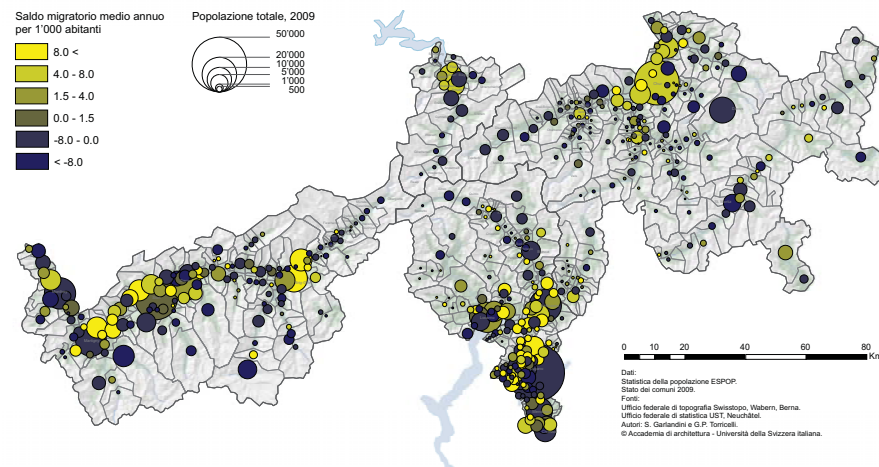 Saldo migratorio medio annuo
per 1'000 abitanti
8.0 <
4.0 - 8.0
1.5 - 4.0
0.0 - 1.5
-8.0 - 0.0
< -8.0
Popolazione totale, 2009
50'000
20'000
10'000
5'000
1'000
500
0 10 20 40 60 80 Km
Dati:
Statistica della popolazione ESPOP.
Stato dei comuni 2009.
Fonti:
Ufficio federale di topografia Swisstopo, Wabern, Berna.
Ufficio federale di statistica UST, Neuchâtel.
Autori: S. Garlandini e G.P. Torricelli.
© Accademia di architettura - Università della Svizzera italiana.